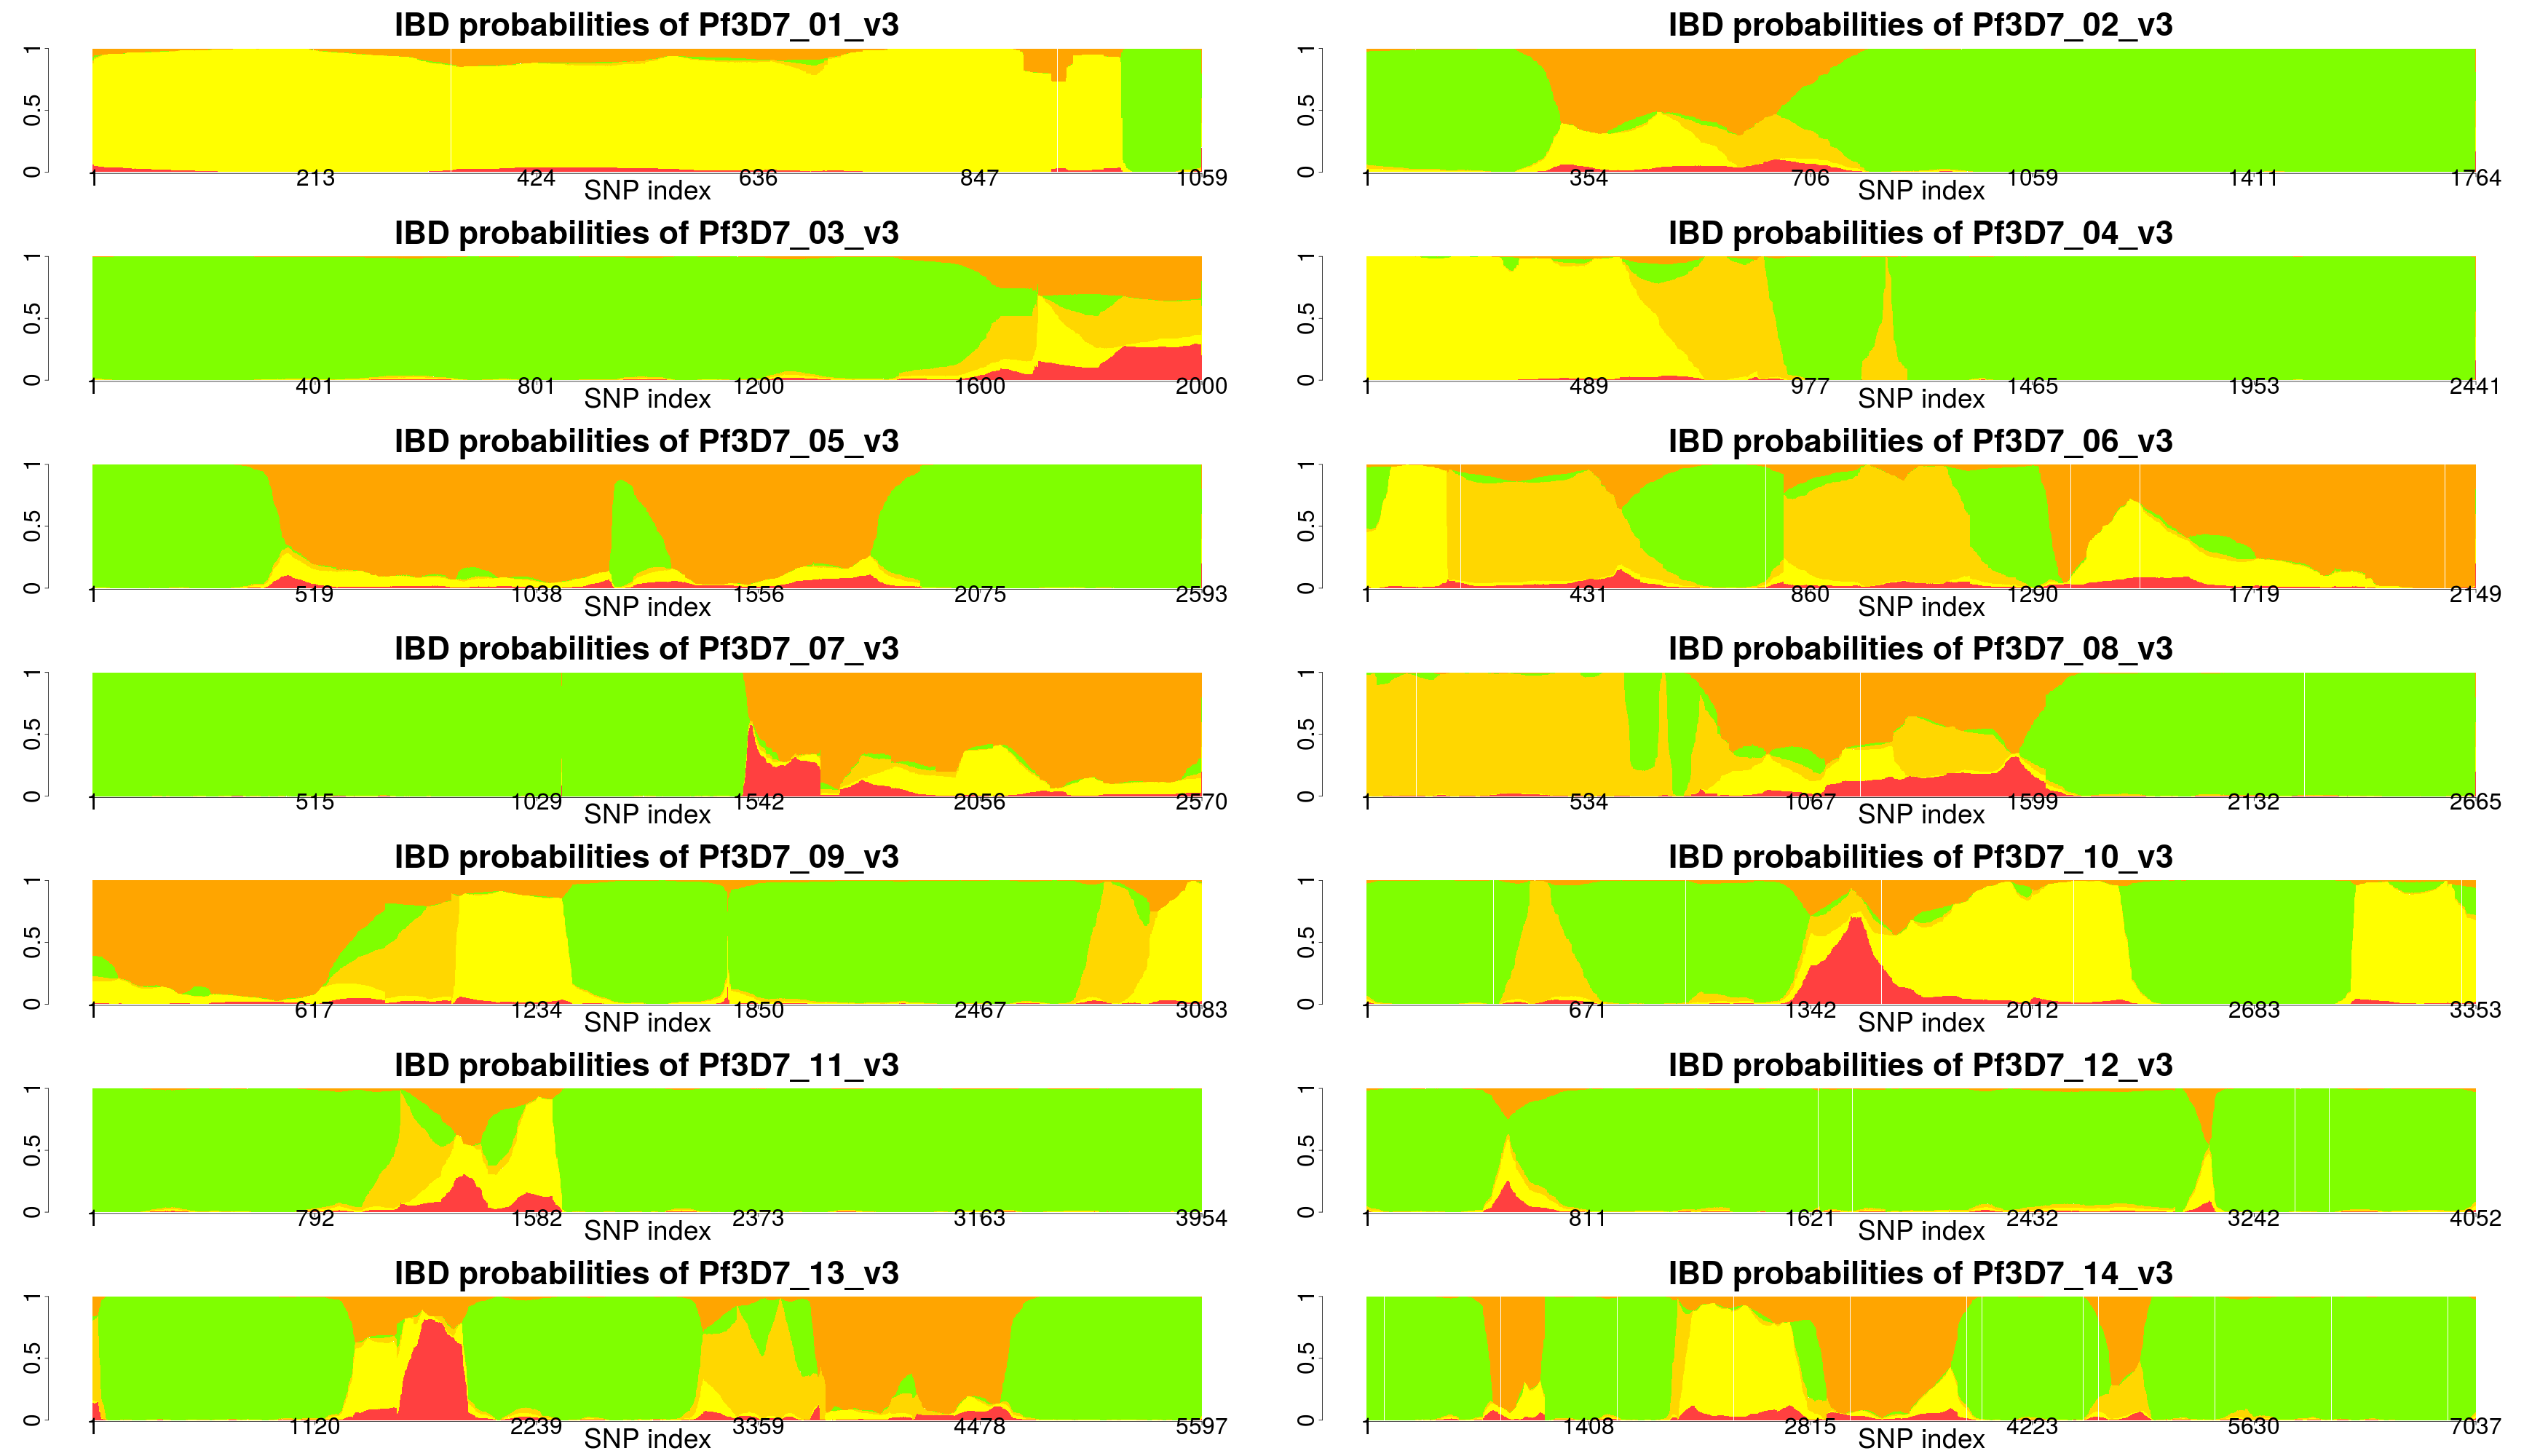 IBD probabilities of Pf3D7_01_v3
1
0.5
0
1 213 424 636 847 1059
SNP index
IBD probabilities of Pf3D7_02_v3
1
0.5
0
1 354 706 1059 1411 1764
SNP index
IBD probabilities of Pf3D7_03_v3
1
0.5
0
1 401 801 1200 1600 2000
SNP index
IBD probabilities of Pf3D7_04_v3
1
0.5
0
1 489 977 1465 1953 2441
SNP index
IBD probabilities of Pf3D7_05_v3
1
0.5
0
1 519 1038 1556 2075 2593
SNP index
IBD probabilities of Pf3D7_06_v3
1
0.5
0
1 431 860 1290 1719 2149
SNP index
IBD probabilities of Pf3D7_07_v3
1
0.5
0
1 515 1029 1542 2056 2570
SNP index
IBD probabilities of Pf3D7_08_v3
1
0.5
0
1 534 1067 1599 2132 2665
SNP index
IBD probabilities of Pf3D7_09_v3
1
0.5
0
1 617 1234 1850 2467 3083
SNP index
IBD probabilities of Pf3D7_10_v3
1
0.5
0
1 671 1342 2012 2683 3353
SNP index
IBD probabilities of Pf3D7_11_v3
1
0.5
0
1 792 1582 2373 3163 3954
SNP index
IBD probabilities of Pf3D7_12_v3
1
0.5
0
1 811 1621 2432 3242 4052
SNP index
IBD probabilities of Pf3D7_13_v3
1
0.5
0
1 1120 2239 3359 4478 5597
SNP index
IBD probabilities of Pf3D7_14_v3
1
0.5
0
1 1408 2815 4223 5630 7037
SNP index